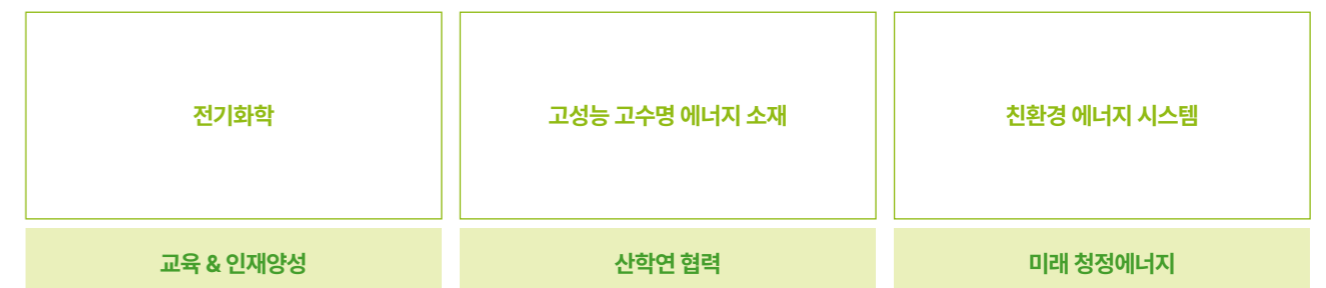 전기화학
고성능 고수명 에너지 소재
친환경 에너지 시스템
교육 & 인재양성
산학연 협력
미래 청정에너지